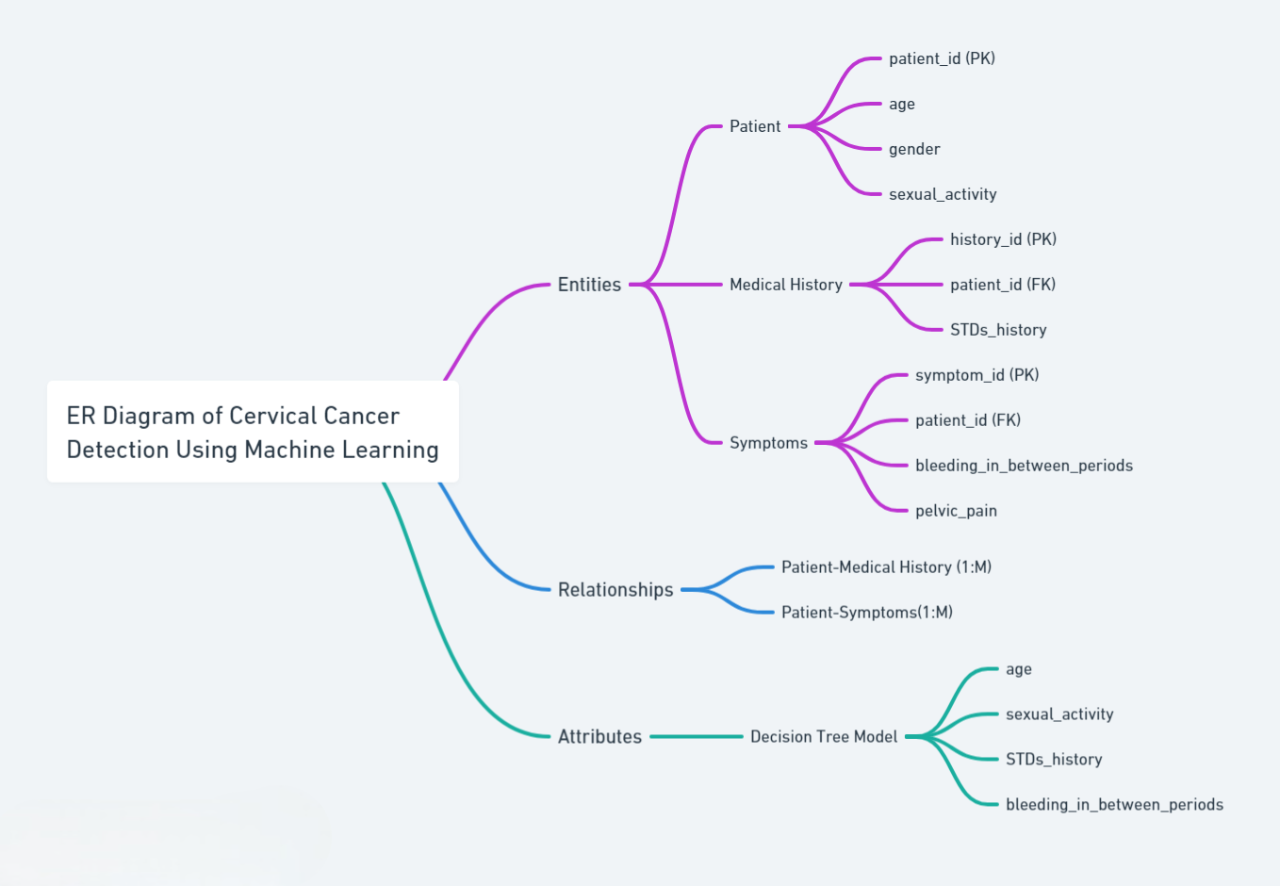 ER Diagram of Cervical Cancer
Detection Using Machine Learning
Entities
Patient
patient_id (PK)
age
gender
sexual_activity
Medical History
history_id (PK)
patient_id (FK)
STDs_history
Symptoms
symptom_id (PK)
patient_id (FK)
bleeding_in_between_periods
pelvic_pain
Relationships
Patient-Medical History (1:M)
Patient-Symptoms(1:M)
Attributes
Decision Tree Model
age
sexual_activity
STDs_history
bleeding_in_between_periods